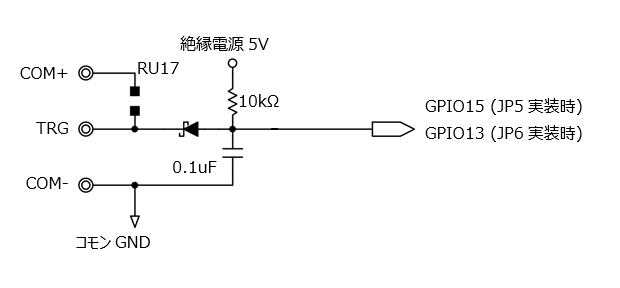 絶縁電源 5V
COM+
RU17
10kΩ
GPIO15 (JP5 実装時)
TRG
GPIO13 (JP6 実装時)
0.1uF
COM-
コモン GND